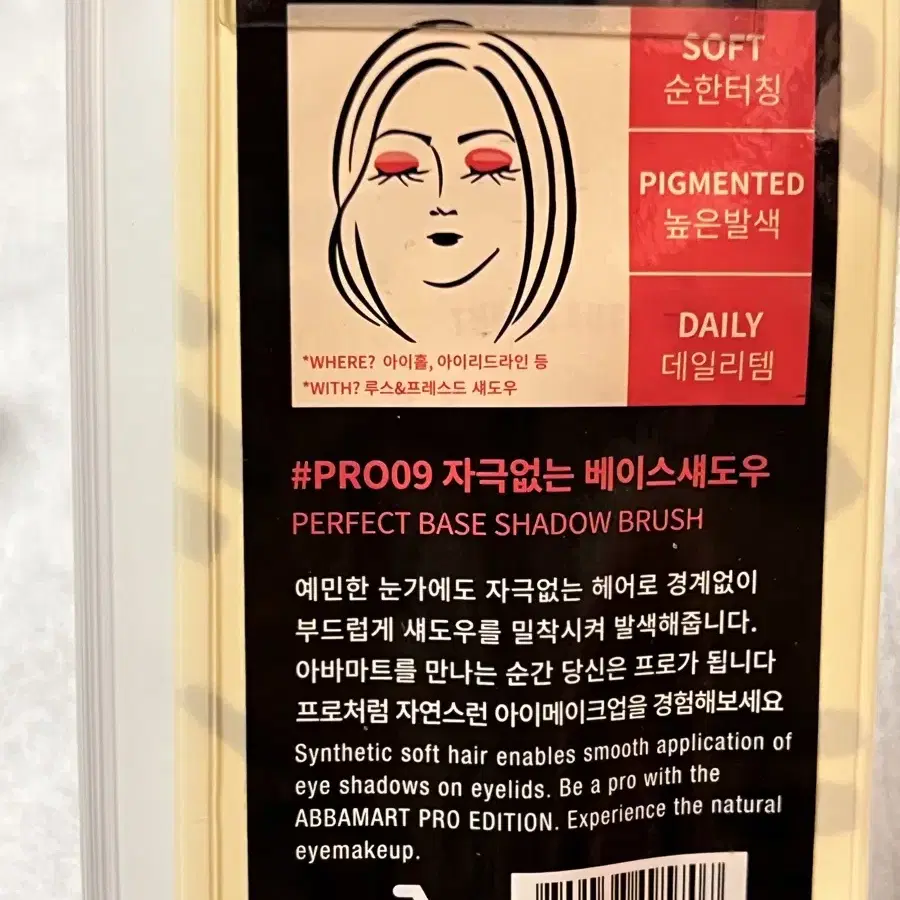 SOFT
순한터칭
PIGMENTED
높은발색
DAILY
데일리템
*WHERE? 아이홀, 아이리드라인 등
*WITH? 루스&프레스드 섀도우
#PRO09 자극없는 베이스섀도우
PERFECT BASE SHADOW BRUSH
예민한 눈가에도 자극없는 헤어로 경계없이
부드럽게 섀도우를 밀착시켜 발색해줍니다.
아바마트를 만나는 순간 당신은 프로가 됩니다
프로처럼 자연스런 아이메이크업을 경험해보세요
Synthetic soft hair enables smooth application of
eye shadows on eyelids. Be a pro with the
ABBAMART PRO EDITION. Experience the natural
eyemakeup.